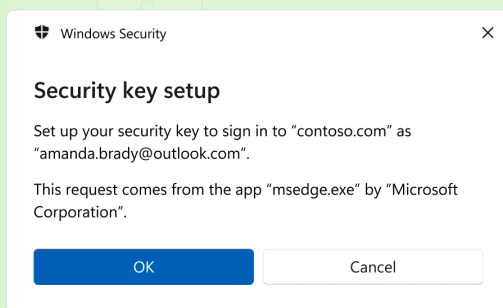 Windows Security
Security key setup
Set up your security key to sign in to “contoso.com” as
“amanda.brady@outlook.com”.
This request comes from the app “msedge.exe” by “Microsoft
Corporation”.
OK
Cancel